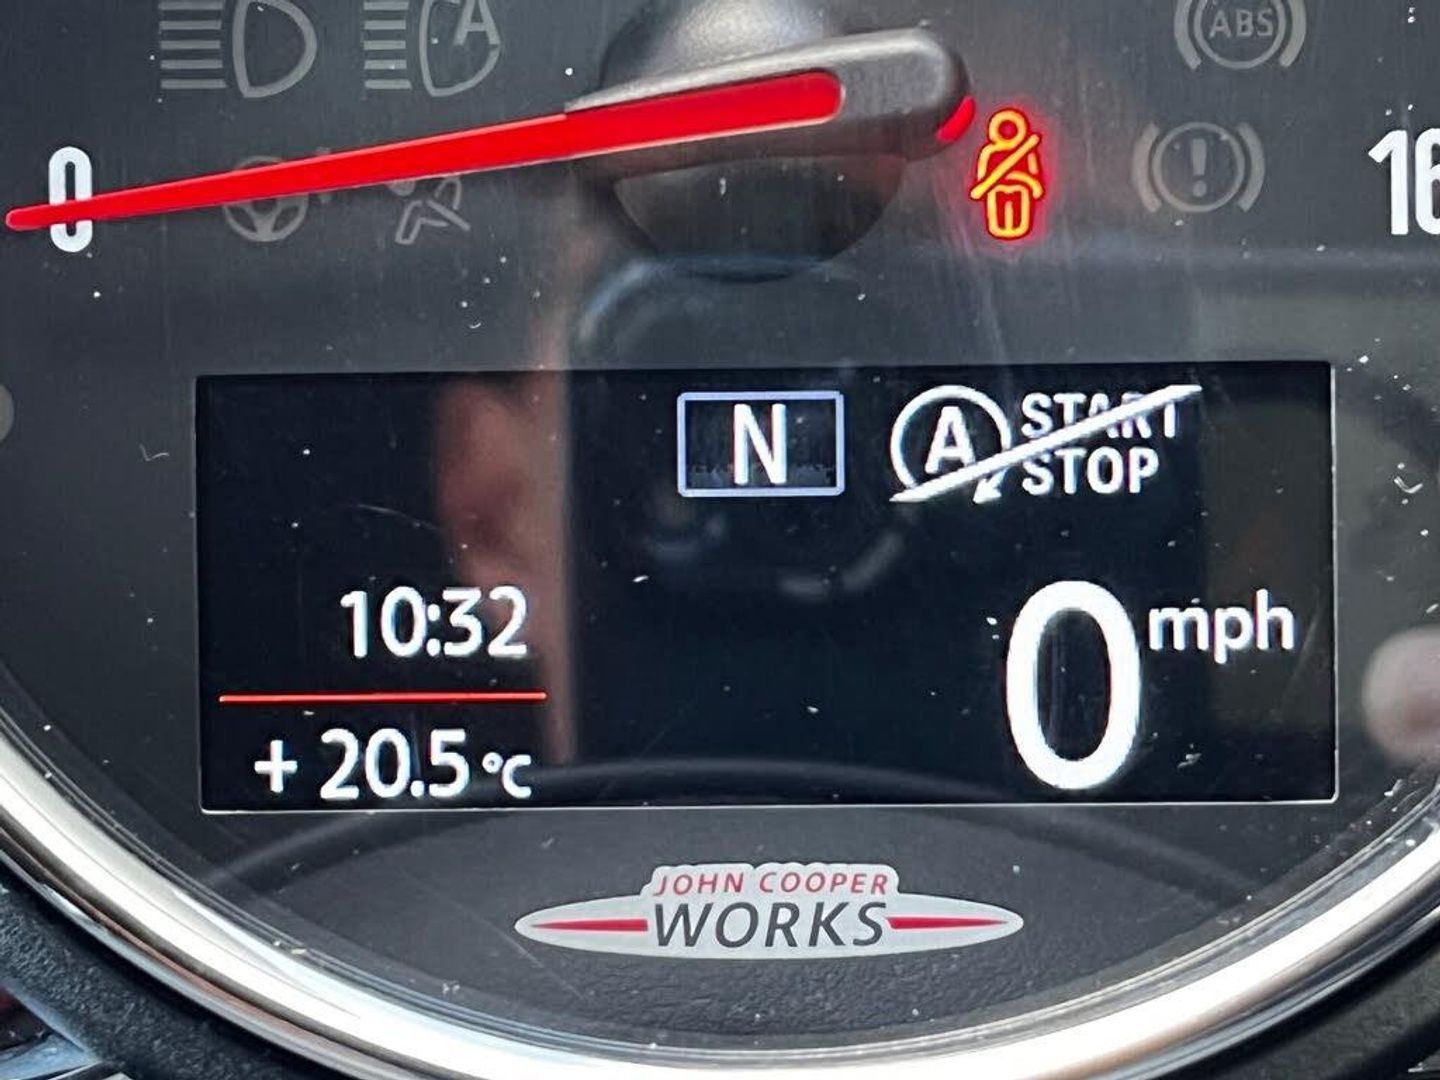 A
ABS
0
!
16
N
A START
STOP
10:32
0 mph
+ 20.5 °C
JOHN COOPER
WORKS